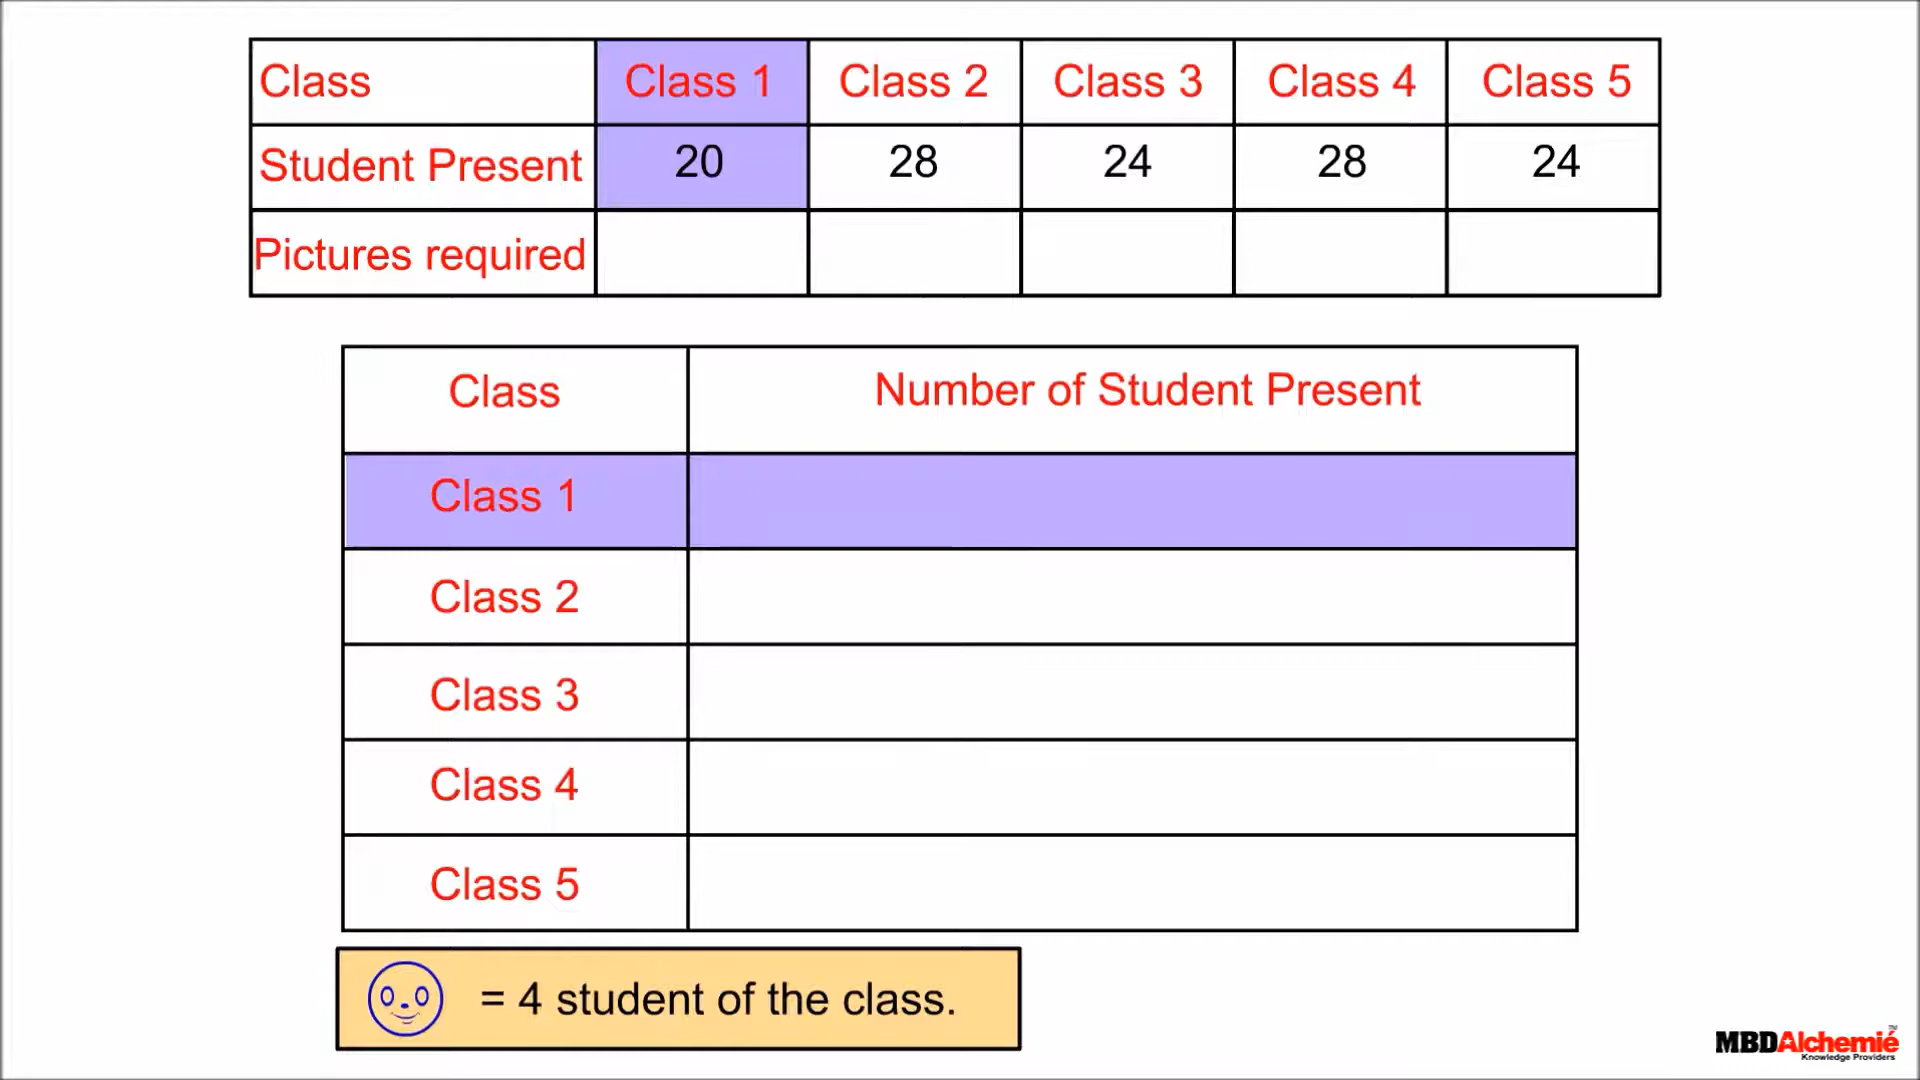 Class Class 1 Class 2 Class 3 Class 4 Class 5
Student Present 20 28 24 28 24
Pictures required
Class Number of Student Present
Class 1
Class 2
Class 3
Class 4
Class 5
= 4 student of the class.
MBDAlchemié™
Knowledge Providers